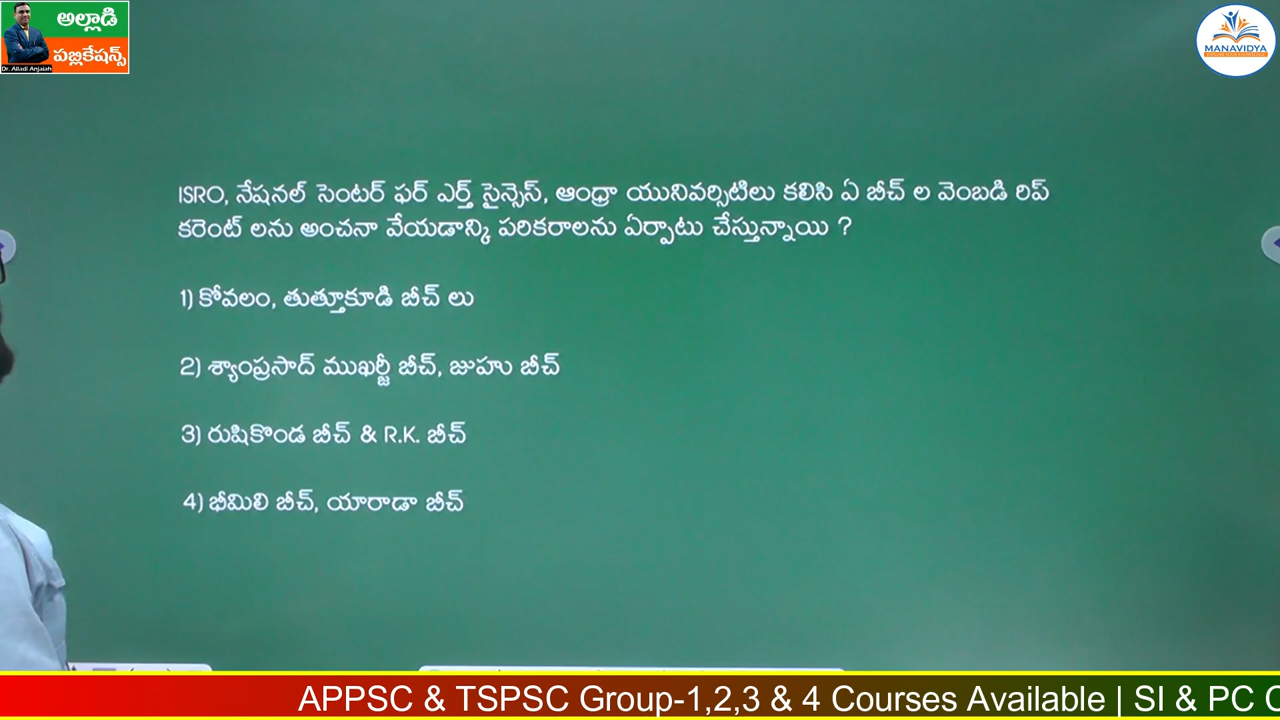 అల్లాడి
పబ్లికేషన్స్
Dr. Alladi Anjaiah
MANAVIDYA
ISRO, నేషనల్ సెంటర్ ఫర్ ఎర్త్ సైన్సెస్, ఆంధ్రా యునివర్సిటిలు కలిసి ఏ బీచ్ ల వెంబడి రిప్
కరెంట్ లను అంచనా వేయడాన్కి పరికరాలను ఏర్పాటు చేస్తున్నాయి ?
1) కోవలం, తుత్తూకూడి బీచ్ లు
2) శ్యాంప్రసాద్ ముఖర్జీ బీచ్, జుహు బీచ్
3) రుషికొండ బీచ్ & R.K. బీచ్
4) భీమిలి బీచ్, యారాడా బీచ్
APPSC & TSPSC Group-1,2,3 & 4 Courses Available | SI & PC